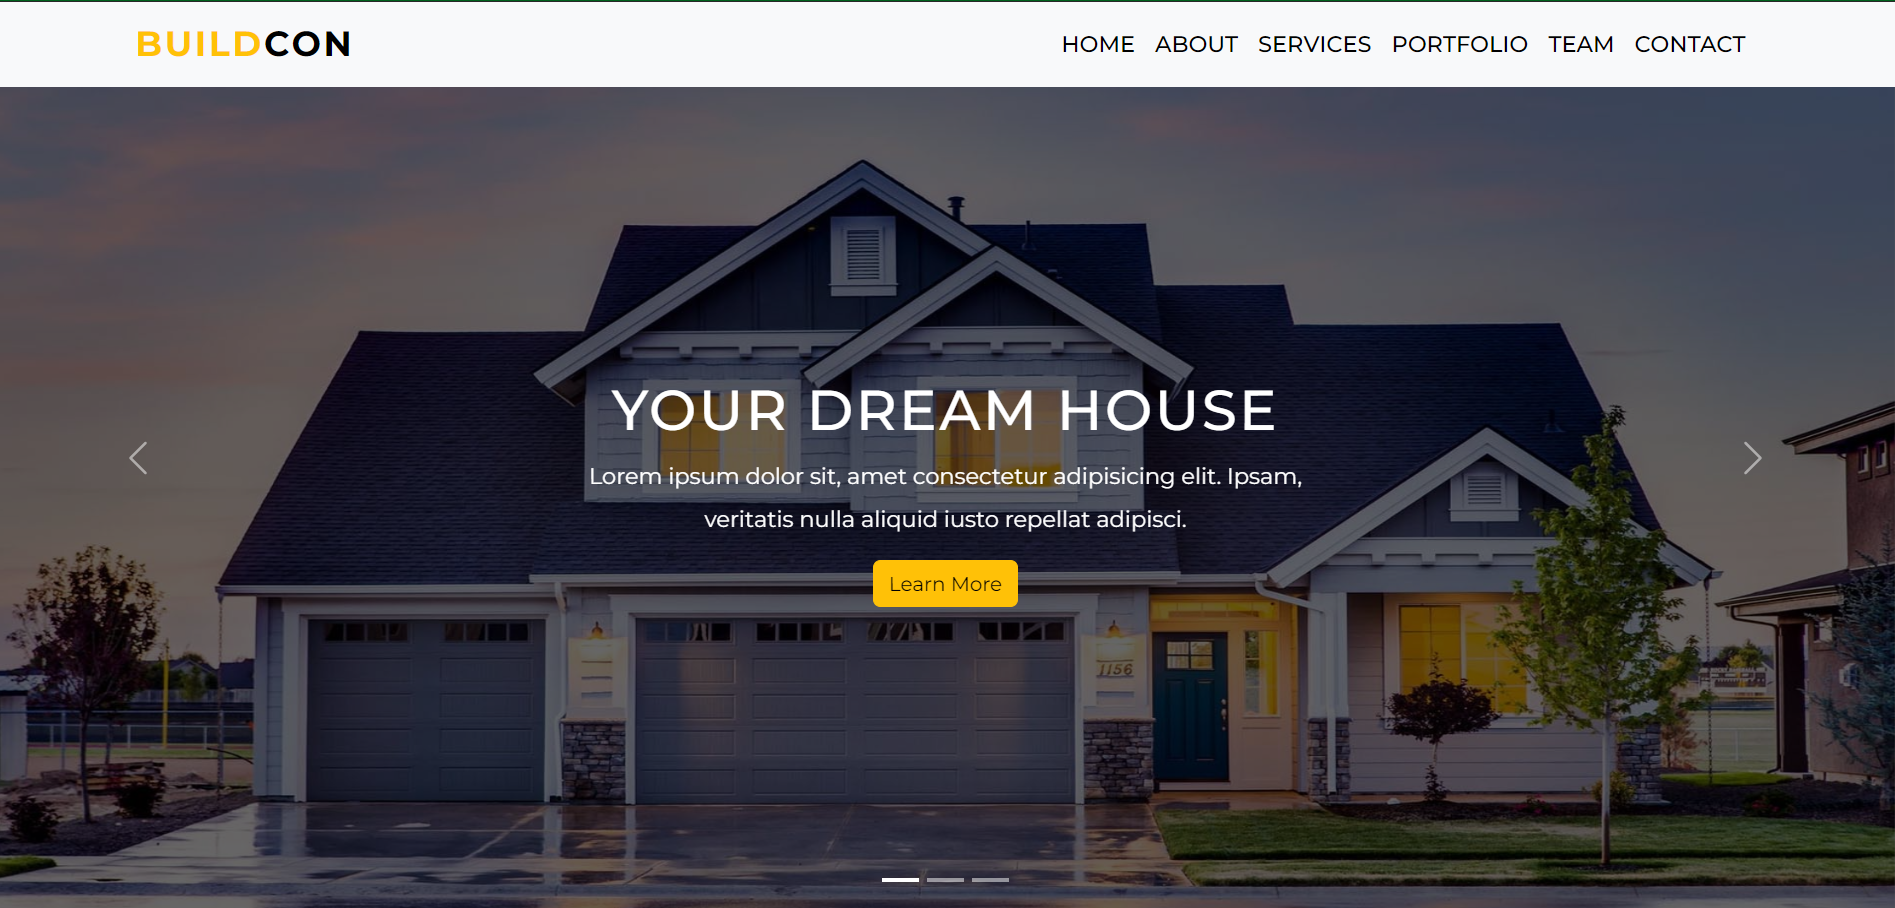 BUILDCON
HOME ABOUT SERVICES PORTFOLIO TEAM CONTACT
YOUR DREAM HOUSE
Lorem ipsum dolor sit, amet consectetur adipisicing elit. Ipsam,
veritatis nulla aliquid iusto repellat adipisci.
Learn More
1156